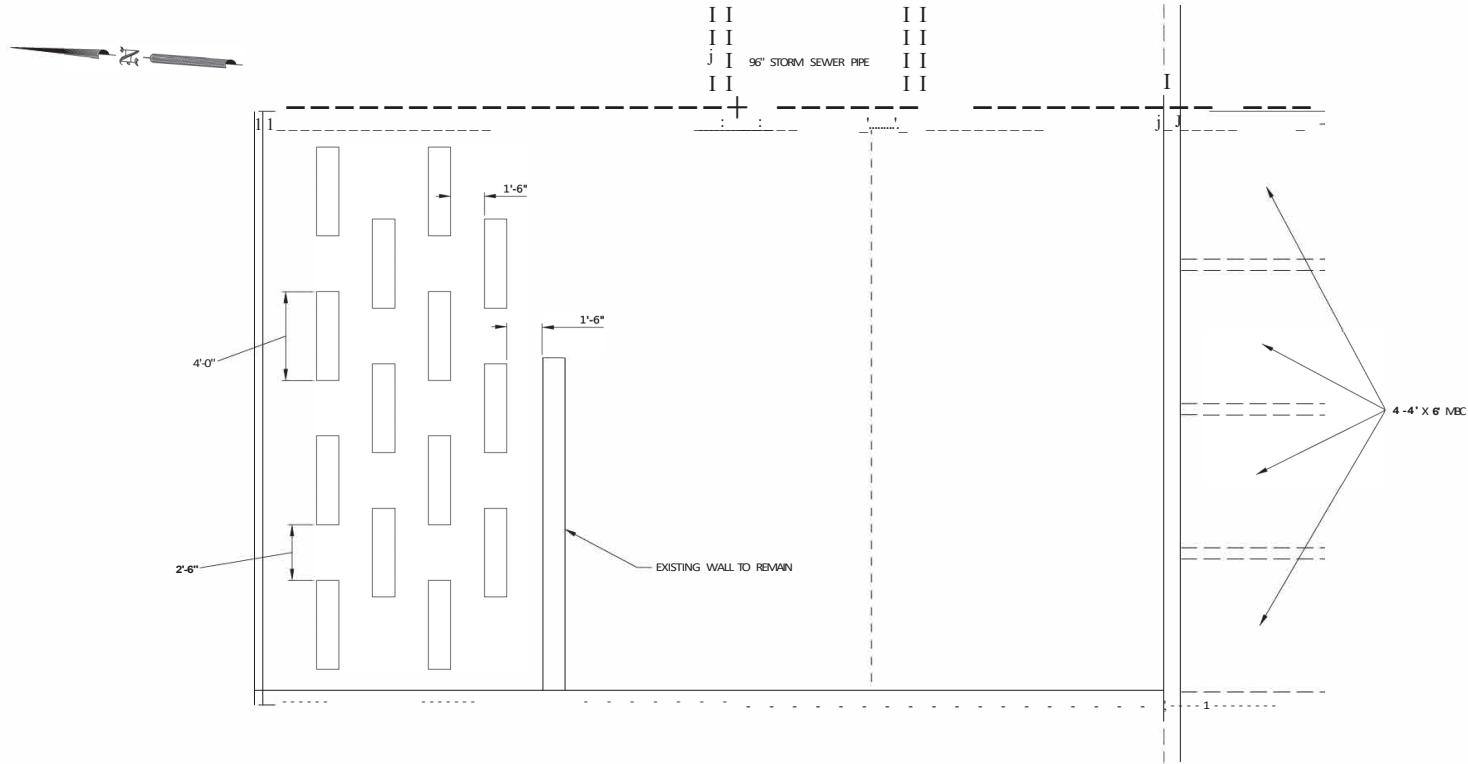 N
96" STORM SEWER PIPE
1'-6"
1'-6"
4'-0"
4 -4' X 6' MBC
EXISTING WALL TO REMAIN
2'-6"